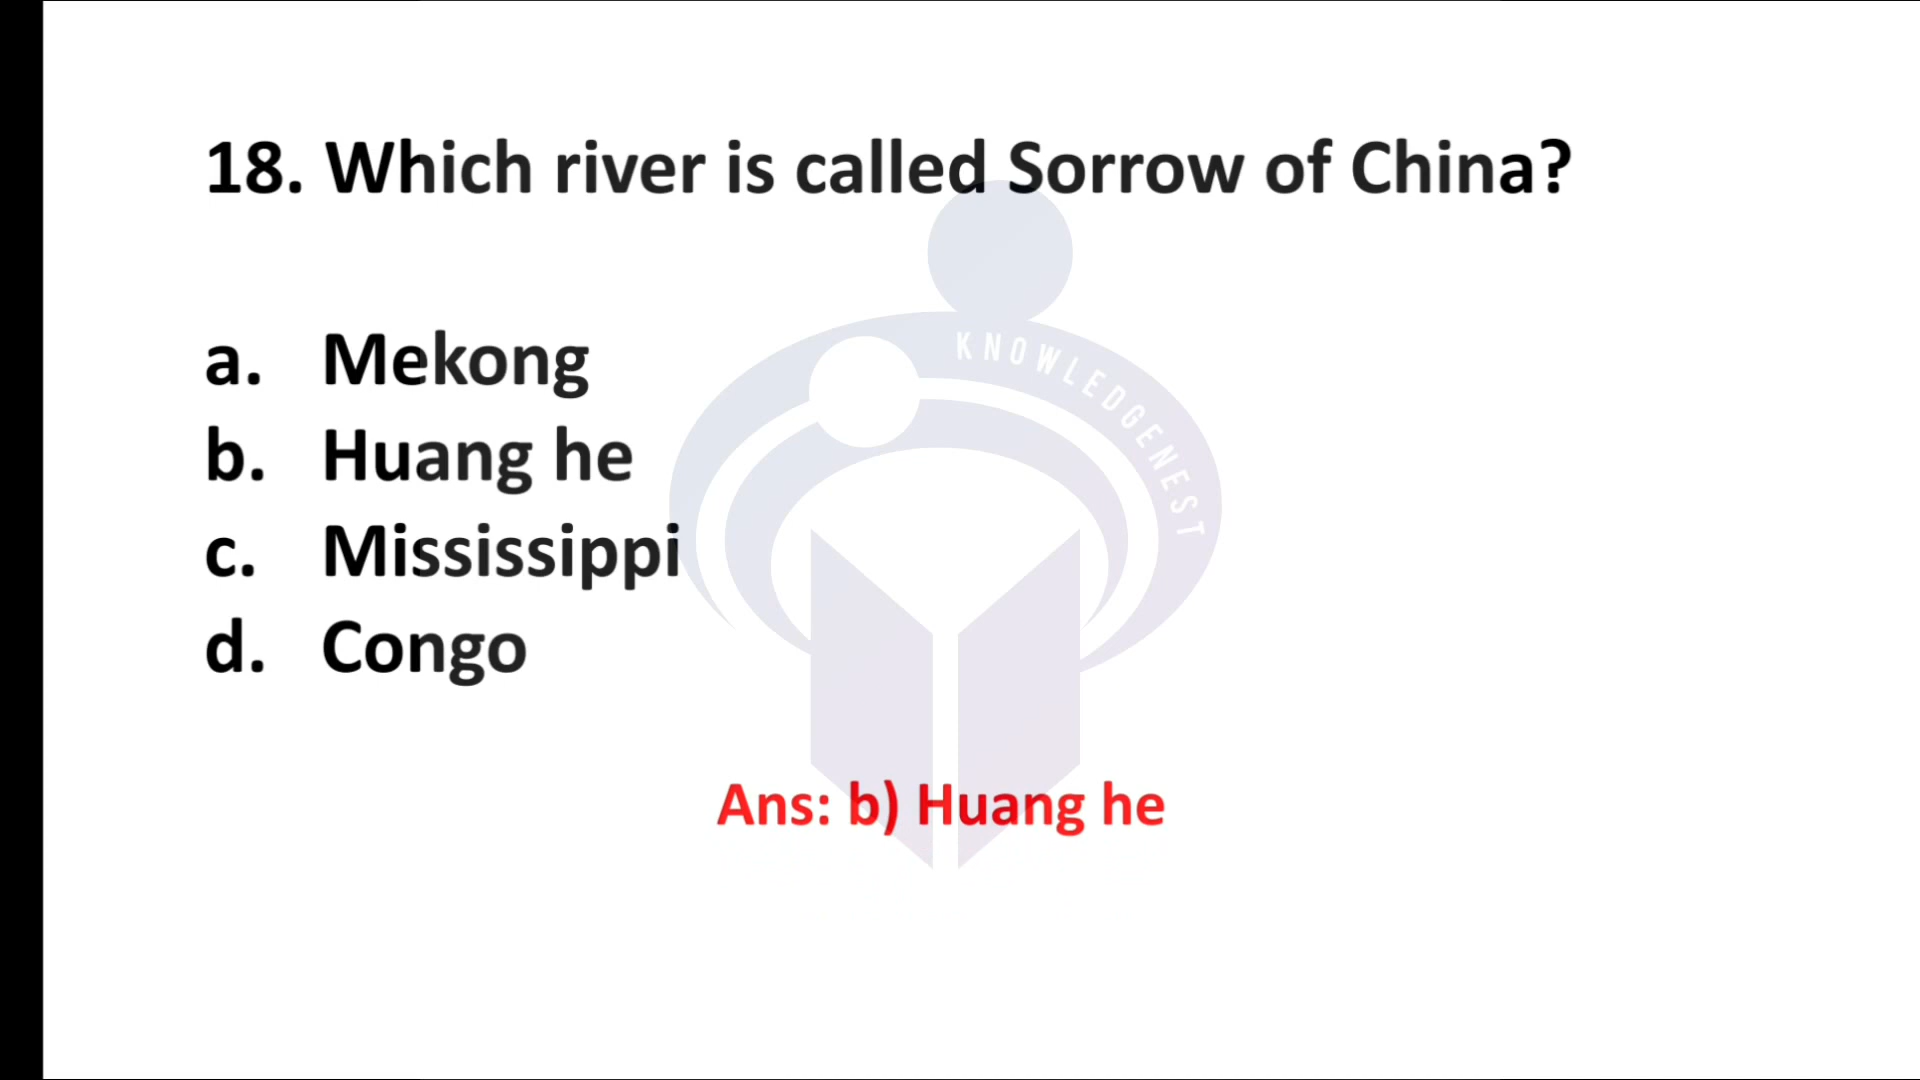 18. Which river is called Sorrow of China?
KNOWLEDGENEST
a. Mekong
b. Huang he
c. Mississippi
d. Congo
Ans: b) Huang he